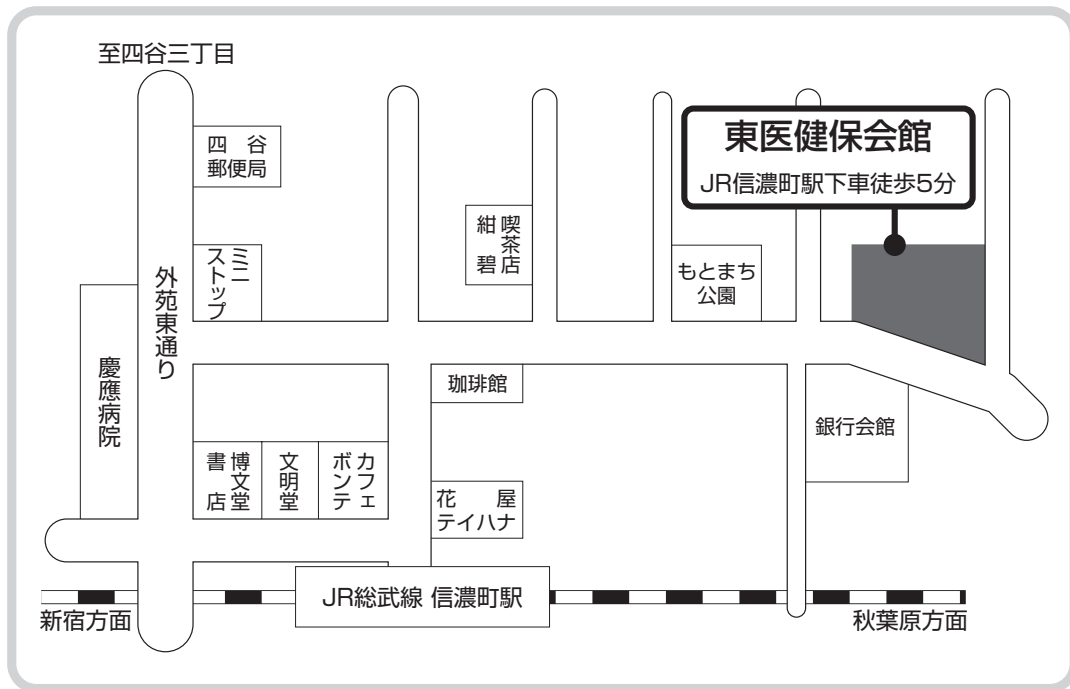 至四谷三丁目
東医健保会館
JR信濃町駅下車徒歩5分
四谷
郵便局
喫茶店
紺碧
ミニ
ストップ
もとまち
公園
外苑東通り
慶應病院
珈琲館
銀行会館
博文堂
書店
文明堂
カフェ
ボンテ
花屋
テイハナ
JR総武線 信濃町駅
新宿方面
秋葉原方面